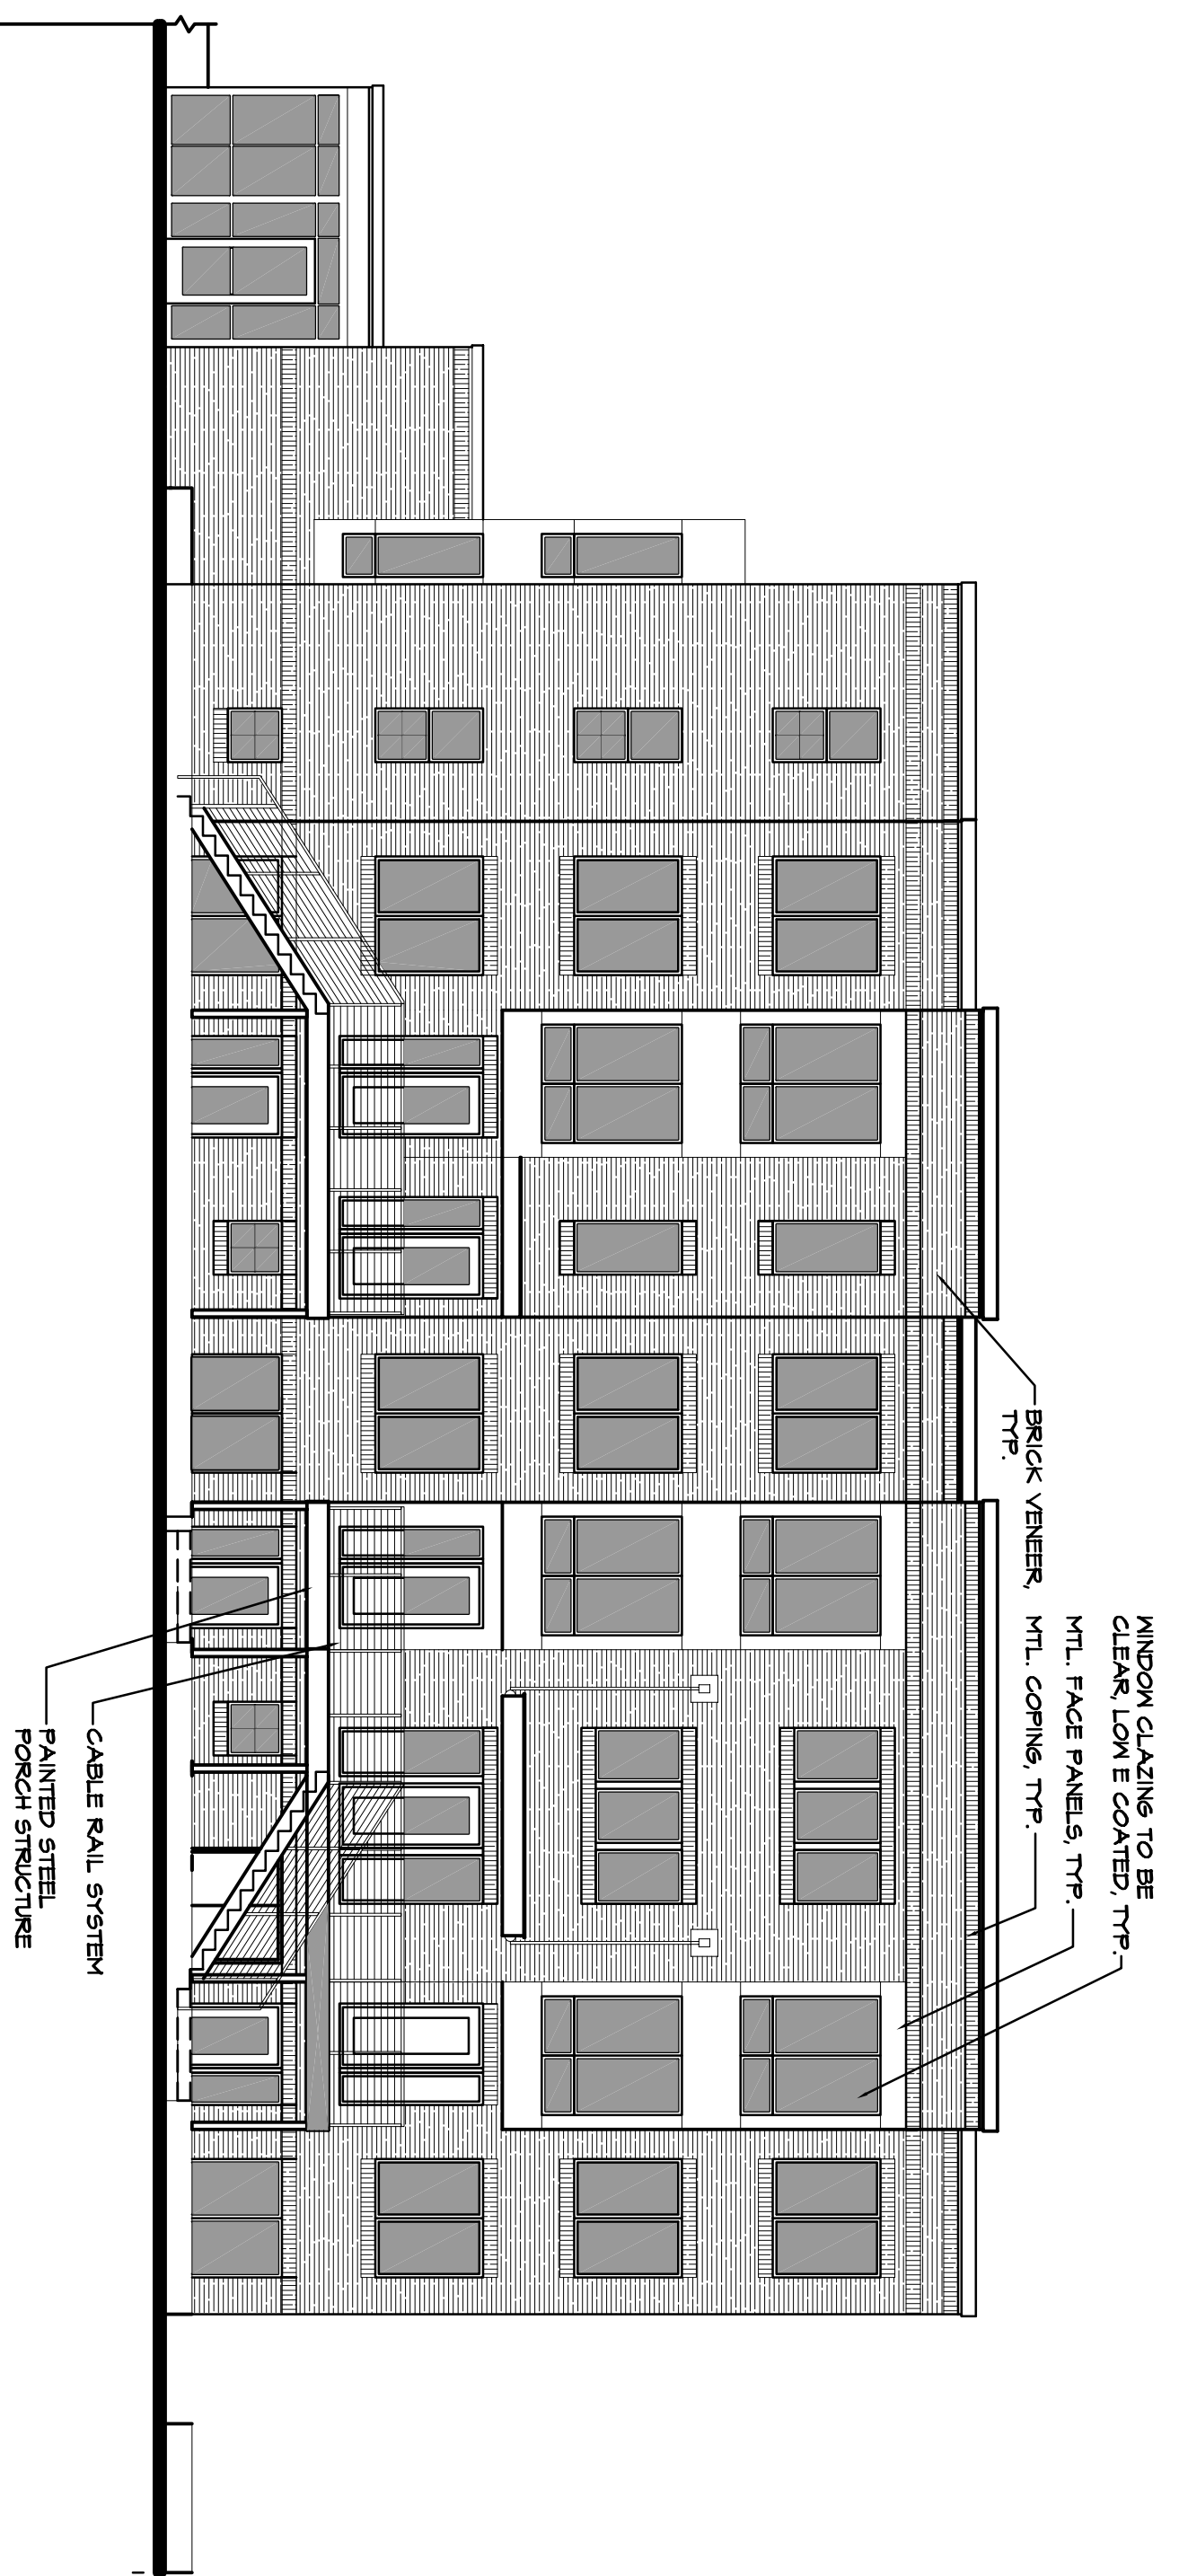 WINDOW GLAZING TO BE
CLEAR, LOW E COATED, TYP.
MTL. FACE PANELS, TYP.
MTL. COPING, TYP.
BRICK VENEER,
TYP.
CABLE RAIL SYSTEM
PAINTED STEEL
PORCH STRUCTURE